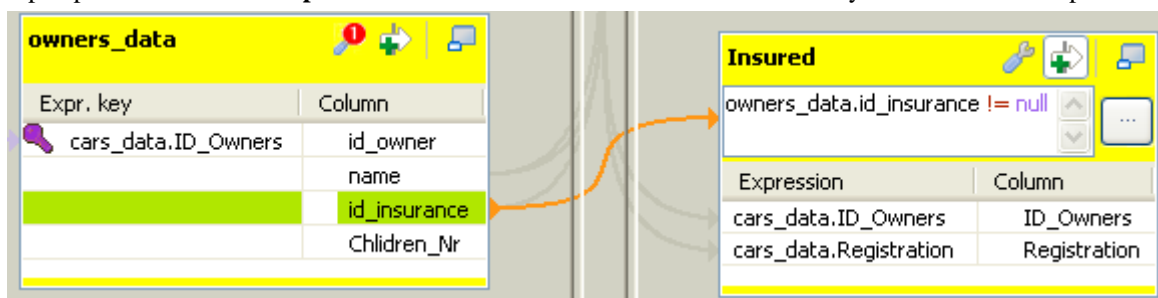 owners_data
Expr. key Column
cars_data.ID_Owners id_owner
name
id_insurance
Chlidren_Nr
Insured
owners_data.id_insurance != null
...
Expression Column
cars_data.ID_Owners ID_Owners
cars_data.Registration Registration